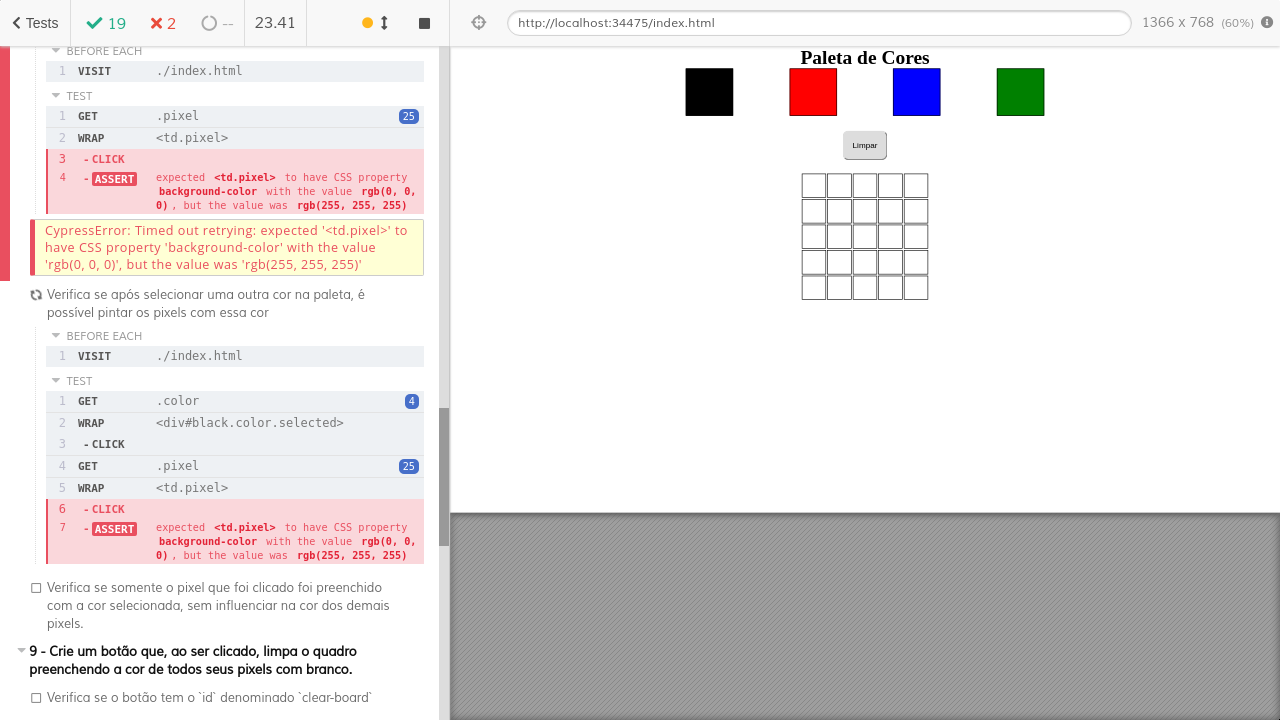 Tests 19 2 -- 23.41 http://localhost:34475/index.html 1366 x 768 (60%)
BEFORE EACH
1 VISIT ./index.html
TEST
1 GET .pixel 25
2 WRAP <td.pixel>
3 - CLICK
4 - ASSERT expected <td.pixel> to have CSS property
background-color with the value rgb(0, 0,
0) , but the value was rgb(255, 255, 255)
CypressError: Timed out retrying: expected '<td.pixel>' to
have CSS property 'background-color' with the value
'rgb(0, 0, 0)', but the value was 'rgb(255, 255, 255)'
Verifica se após selecionar uma outra cor na paleta, é
possível pintar os pixels com essa cor
BEFORE EACH
1 VISIT ./index.html
TEST
1 GET .color 4
2 WRAP <div#black.color.selected>
3 - CLICK
4 GET .pixel 25
5 WRAP <td.pixel>
6 - CLICK
7 - ASSERT expected <td.pixel> to have CSS property
background-color with the value rgb(0, 0,
0) , but the value was rgb(255, 255, 255)
Verifica se somente o pixel que foi clicado foi preenchido
com a cor selecionada, sem influenciar na cor dos demais
pixels.
9 - Crie um botão que, ao ser clicado, limpa o quadro
preenchendo a cor de todos seus pixels com branco.
Verifica se o botão tem o `id` denominado `clear-board`
Paleta de Cores
Limpar